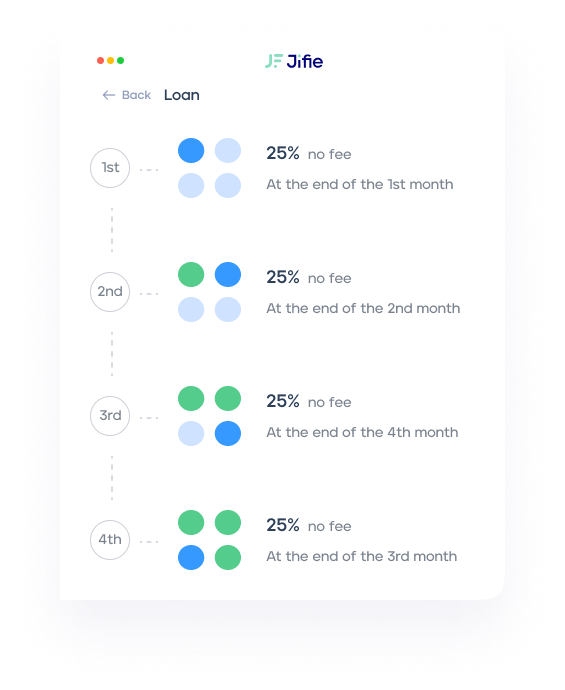 JF Jifie
← Back Loan
1st
25% no fee
At the end of the 1st month
2nd
25% no fee
At the end of the 2nd month
3rd
25% no fee
At the end of the 4th month
4th
25% no fee
At the end of the 3rd month